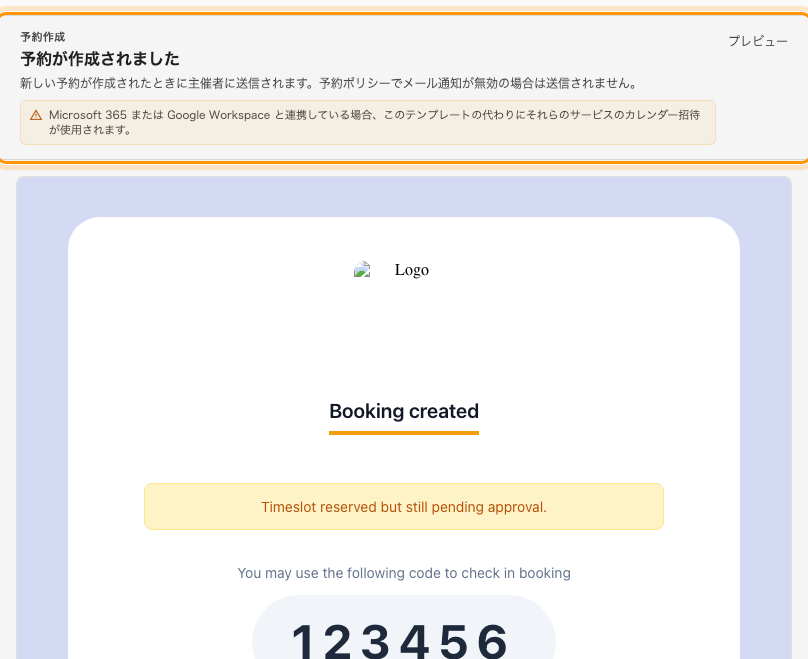 予約作成
予約が作成されました
プレビュー
新しい予約が作成されたときに主催者に送信されます。予約ポリシーでメール通知が無効の場合は送信されません。
Microsoft 365 または Google Workspace と連携している場合、このテンプレートの代わりにそれらのサービスのカレンダー招待
が使用されます。
Logo
Booking created
Timeslot reserved but still pending approval.
You may use the following code to check in booking
123456